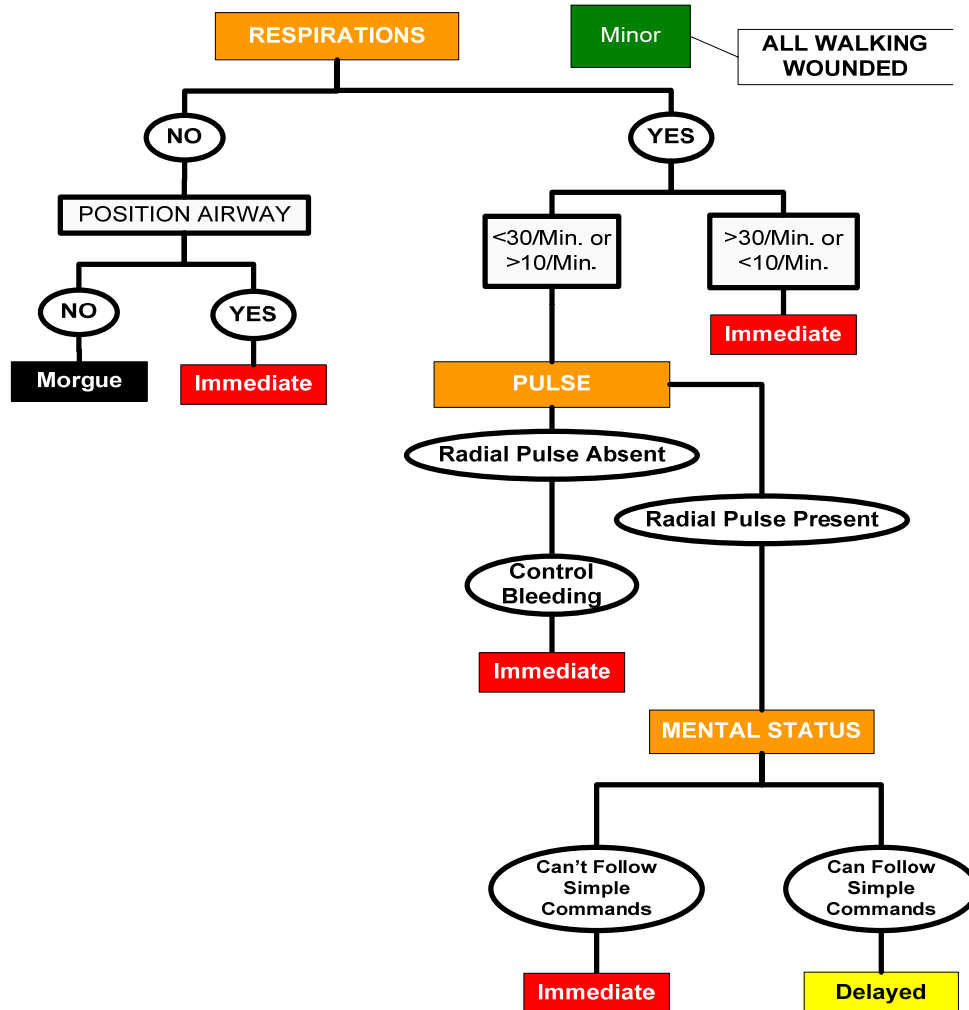 RESPIRATIONS
Minor
ALL WALKING
WOUNDED
NO
YES
POSITION AIRWAY
<30/Min. or
>10/Min.
>30/Min. or
<10/Min.
NO
YES
Immediate
Morgue
Immediate
PULSE
Radial Pulse Absent
Radial Pulse Present
Control
Bleeding
Immediate
MENTAL STATUS
Can't Follow
Simple
Commands
Can Follow
Simple
Commands
Immediate
Delayed